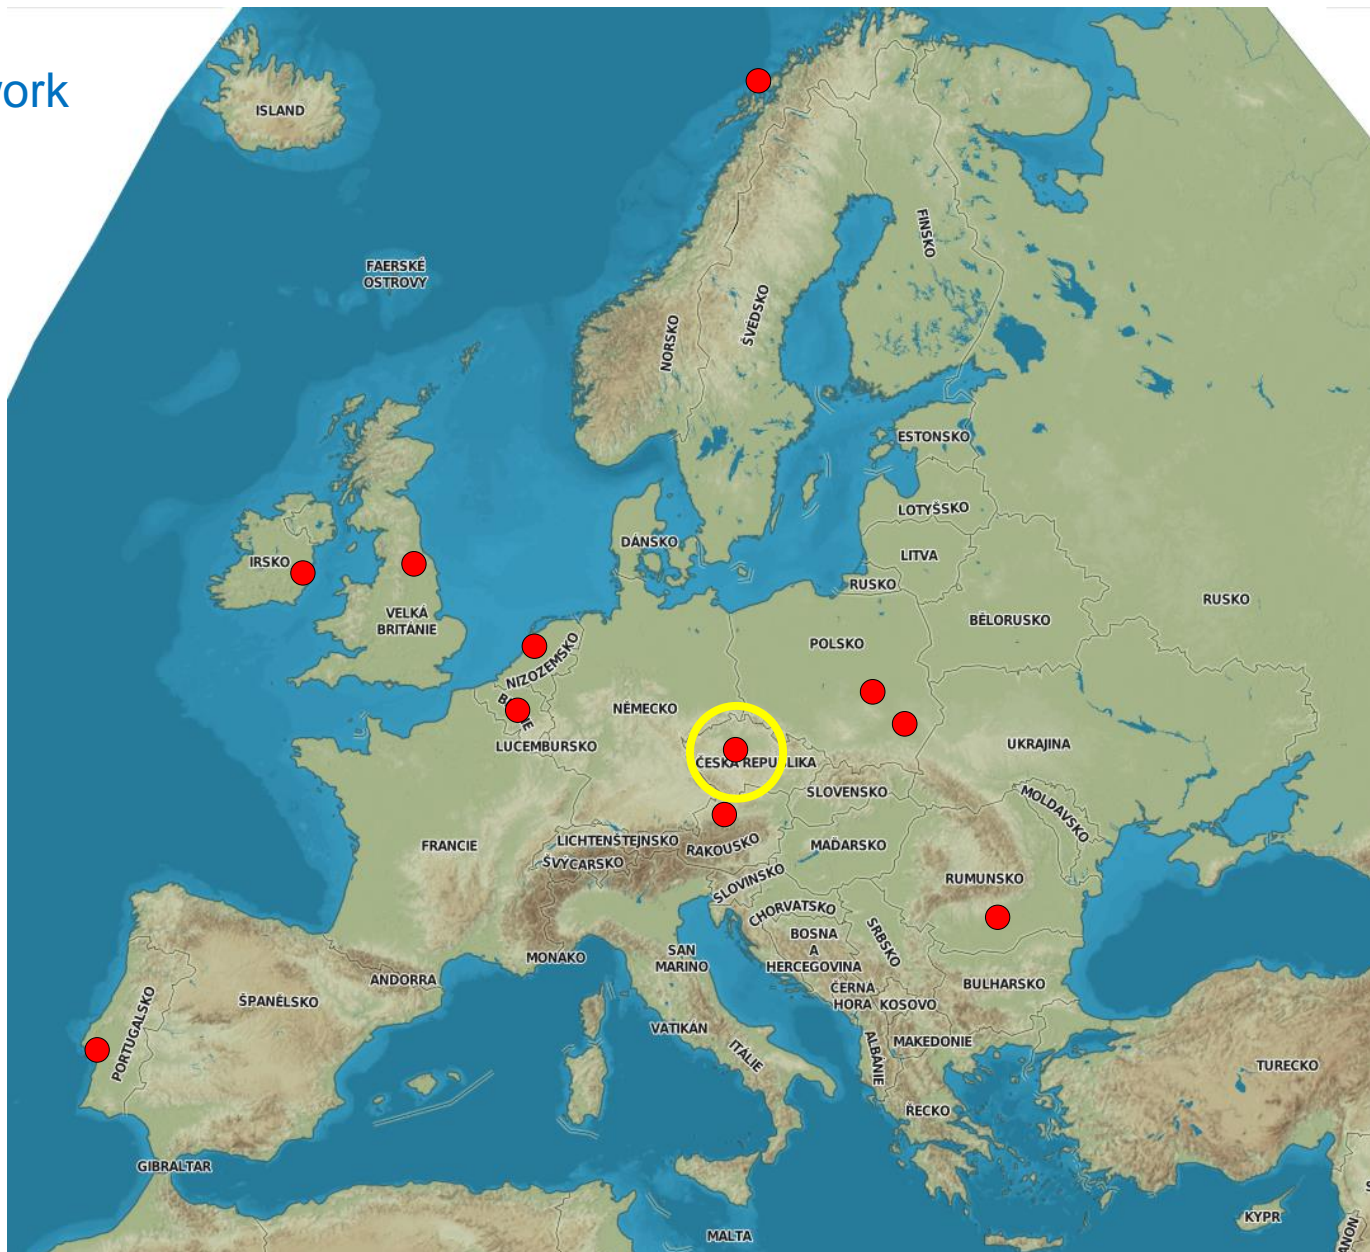 ork
ISLAND
FAERSKÉ
OSTROVY
NORSKO
ŠVÉDSKO
FINSKO
ESTONSKO
LOTYŠSKO
LITVA
RUSKO
DÁNSKO
IRSKO
VELKÁ
BRITÁNIE
BĚLORUSKO
RUSKO
POLSKO
NIZOZEMSKO
NĚMECKO
LUCEMBURSKO
ČESKÁ REPUBLIKA
UKRAJINA
SLOVENSKO
MOLDAVSKO
FRANCIE
LICHTENŠTEJNSKO
ŠVÝCARSKO
RAKOUSKO
MAĎARSKO
SLOVINSKO
RUMUNSKO
CHORVATSKO
BOSNA
A
HERCEGOVINA
SRBSKO
SAN
MARINO
MONAKO
ANDORRA
ŠPANĚLSKO
PORTUGALSKO
ČERNÁ
HORA
KOSOVO
BULHARSKO
VATIKÁN
ITÁLIE
ALBÁNIE
MAKEDONIE
TURECKO
ŘECKO
GIBRALTAR
MALTA
KYPR
ANON